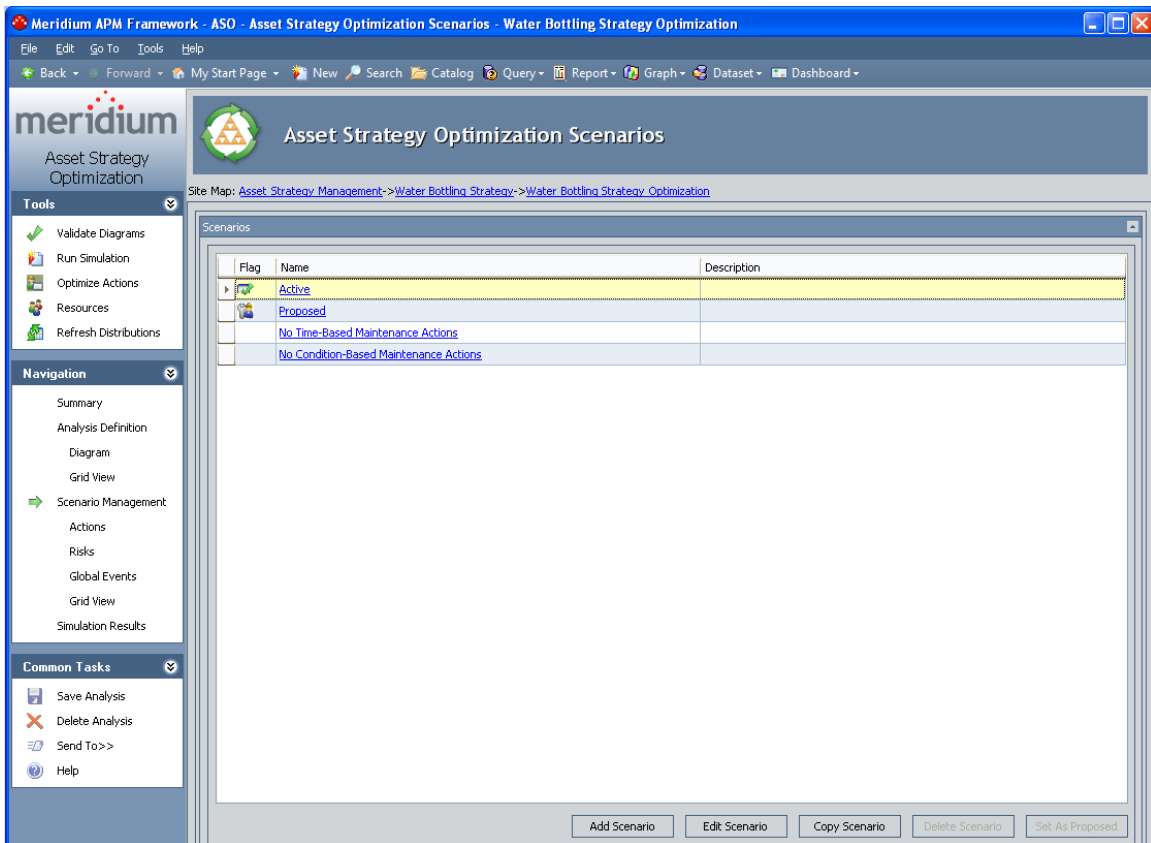 Meridium APM Framework - ASO - Asset Strategy Optimization Scenarios - Water Bottling Strategy Optimization
File Edit Go To Tools Help
Back Forward My Start Page New Search Catalog Query Report Graph Dataset Dashboard
meridium
Asset Strategy
Optimization
Asset Strategy Optimization Scenarios
Site Map: Asset Strategy Management->Water Bottling Strategy->Water Bottling Strategy Optimization
Tools
Validate Diagrams
Run Simulation
Optimize Actions
Resources
Refresh Distributions
Navigation
Summary
Analysis Definition
Diagram
Grid View
Scenario Management
Actions
Risks
Global Events
Grid View
Simulation Results
Common Tasks
Save Analysis
Delete Analysis
Send To>>
Help
Scenarios
Flag Name Description
Active
Proposed
No Time-Based Maintenance Actions
No Condition-Based Maintenance Actions
Add Scenario Edit Scenario Copy Scenario Delete Scenario Set As Proposed